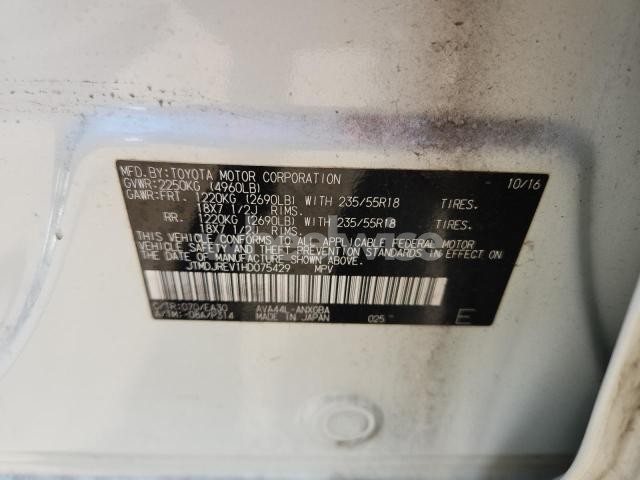 MFD.BY:TOYOTA MOTOR CORPORATION 10/16
GVWR:2250KG (4960LB)
GAWR:FRT. 1220KG (2690LB) WITH 235/55R18 TIRES.
18X7 1/2J RIMS.
RR. 1220KG (2690LB) WITH 235/55R18 TIRES.
18X7 1/2J RIMS.
THIS VEHICLE CONFORMS TO ALL APPLICABLE FEDERAL MOTOR
VEHICLE SAFETY AND THEFT PREVENTION STANDARDS IN EFFECT ON
THE DATE OF MANUFACTURE SHOWN ABOVE.
JTMDJREV1HD075429 MPV
C/TR:070/EA30 AVA44L-ANXGBA
A/TM:-08A/P314 MADE IN JAPAN 025 E